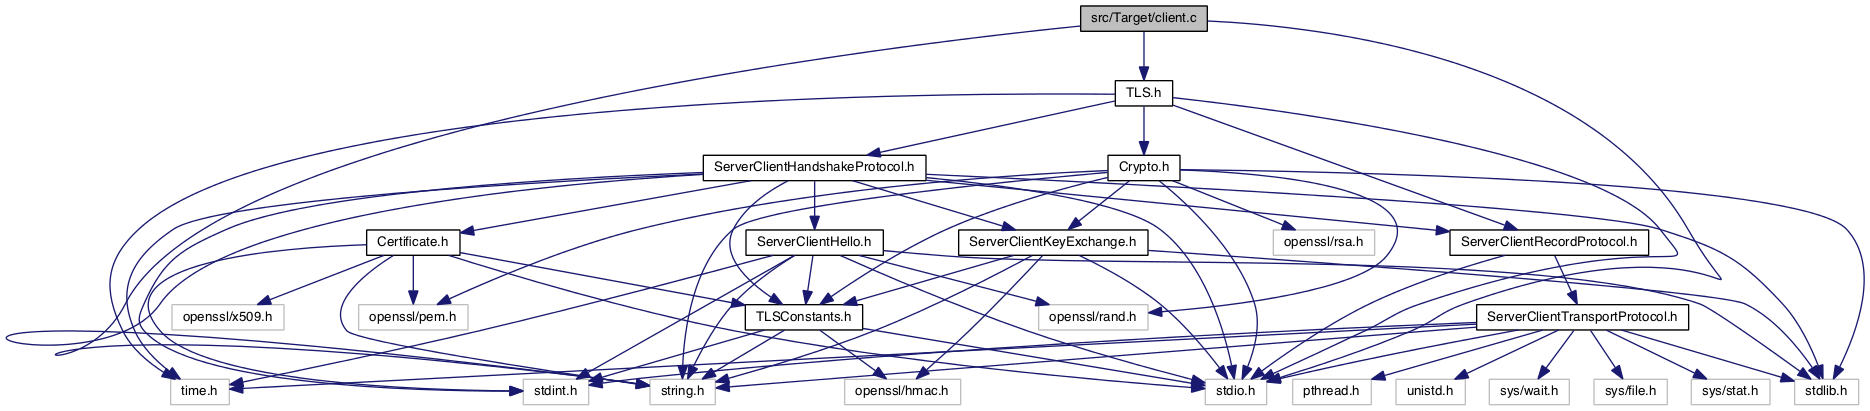 src/Target/client.c
TLS.h
ServerClientHandshakeProtocol.h
Crypto.h
Certificate.h
ServerClientHello.h
ServerClientKeyExchange.h
openssl/rsa.h
ServerClientRecordProtocol.h
openssl/x509.h
openssl/pem.h
TLSConstants.h
openssl/rand.h
ServerClientTransportProtocol.h
time.h
stdint.h
string.h
openssl/hmac.h
stdio.h
pthread.h
unistd.h
sys/wait.h
sys/file.h
sys/stat.h
stdlib.h